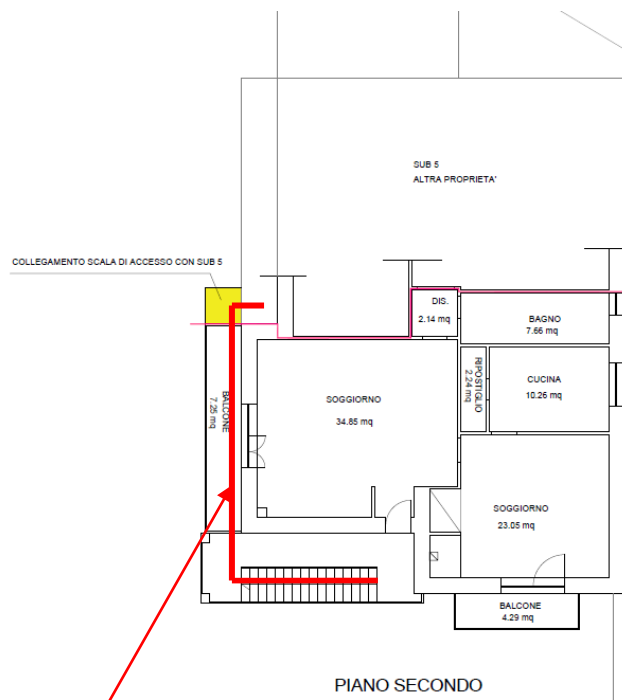 SUB 5
ALTRA PROPRIETA'
COLLEGAMENTO SCALA DI ACCESSO CON SUB 5
DIS.
2.14 mq
BAGNO
7.66 mq
RIPOSTIGLIO
2.24 mq
CUCINA
10.26 mq
BALCONE
7.25 mq
SOGGIORNO
34.85 mq
SOGGIORNO
23.05 mq
BALCONE
4.29 mq
PIANO SECONDO